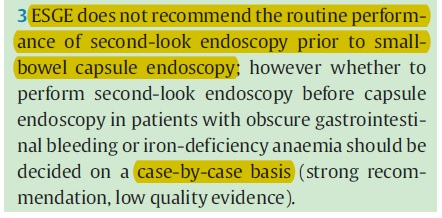 3 ESGE does not recommend the routine perform-
ance of second-look endoscopy prior to small-
bowel capsule endoscopy; however whether to
perform second-look endoscopy before capsule
endoscopy in patients with obscure gastrointesti-
nal bleeding or iron-deficiency anaemia should be
decided on a case-by-case basis (strong recom-
mendation, low quality evidence).